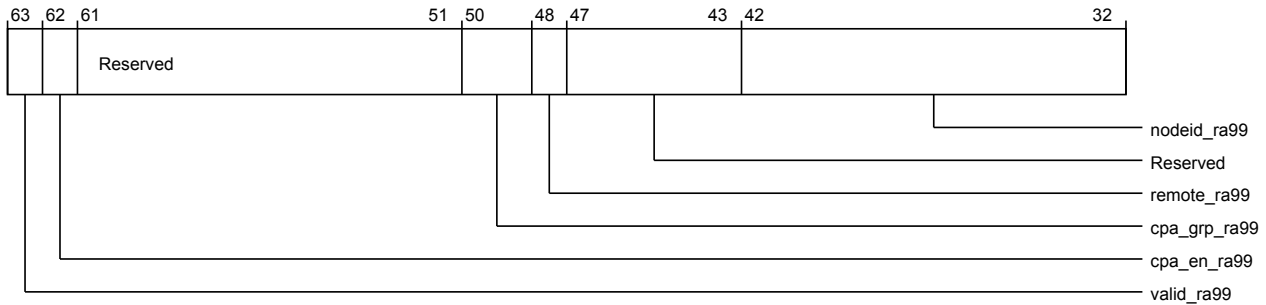 63 62 61 51 50 48 47 43 42 32
Reserved
nodeid_ra99
Reserved
remote_ra99
cpa_grp_ra99
cpa_en_ra99
valid_ra99